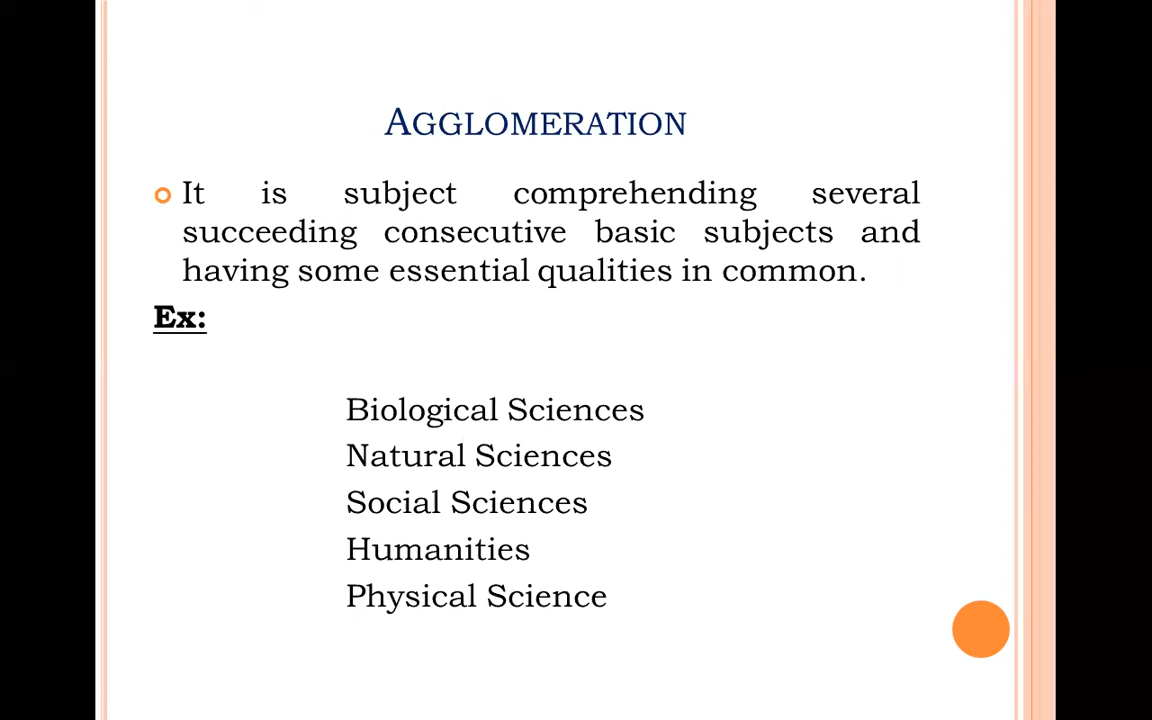 AGGLOMERATION
It is subject comprehending several
succeeding consecutive basic subjects and
having some essential qualities in common.
Ex:
Biological Sciences
Natural Sciences
Social Sciences
Humanities
Physical Science